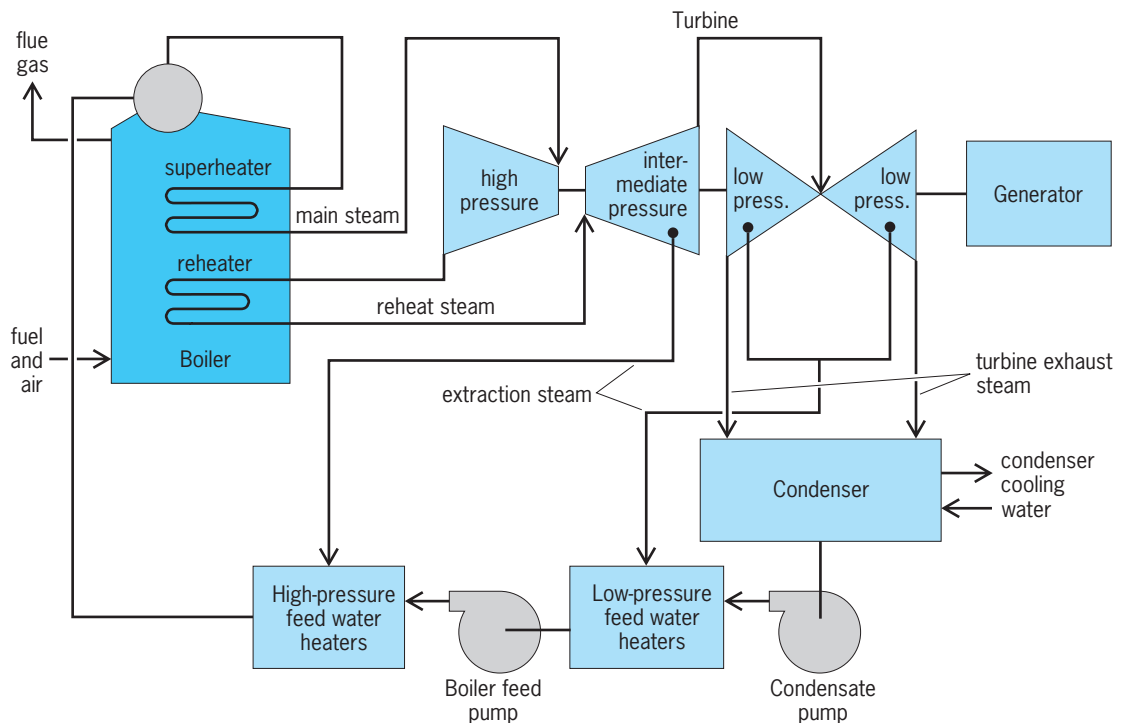 Turbine
flue
gas
superheater
main steam
reheater
reheat steam
Boiler
fuel
and
air
high
pressure
inter-
mediate
pressure
low
press.
low
press.
Generator
extraction steam
turbine exhaust
steam
Condenser
condenser
cooling
water
High-pressure
feed water
heaters
Boiler feed
pump
Low-pressure
feed water
heaters
Condensate
pump